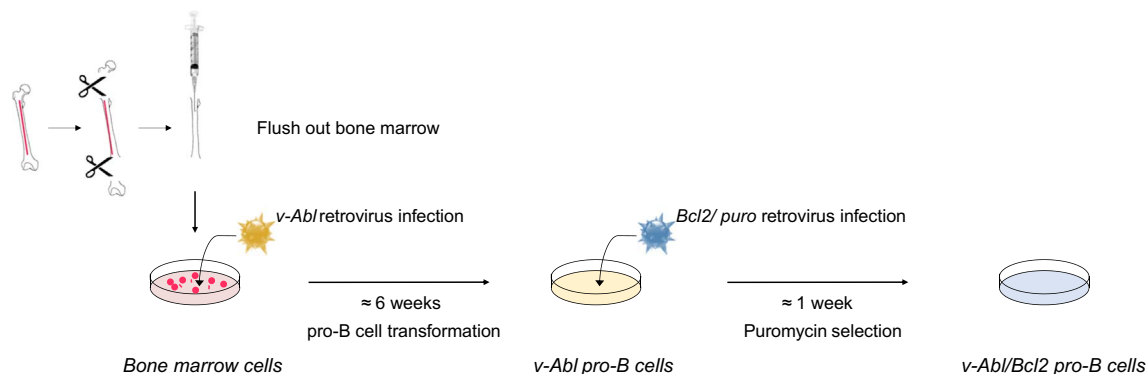 Flush out bone marrow
v-Abl retrovirus infection
Bcl2/ puro retrovirus infection
≈ 6 weeks
pro-B cell transformation
≈ 1 week
Puromycin selection
Bone marrow cells
v-Abl pro-B cells
v-Abl/Bcl2 pro-B cells